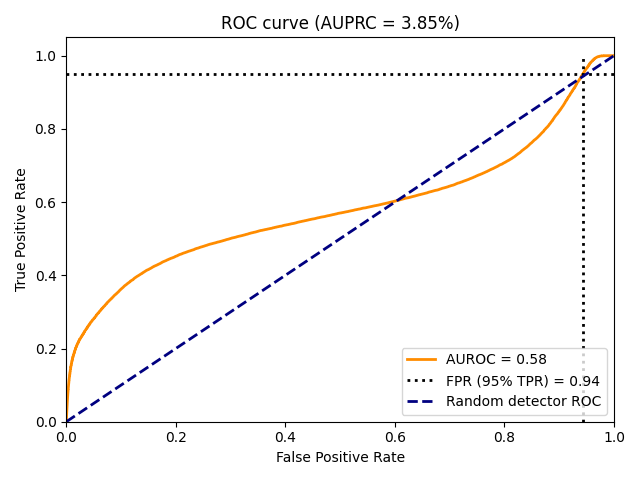 ROC curve (AUPRC = 3.85%)
1.0
0.8
0.6
0.4
0.2
0.0
True Positive Rate
AUROC = 0.58
FPR (95% TPR) = 0.94
Random detector ROC
0.0 0.2 0.4 0.6 0.8 1.0
False Positive Rate